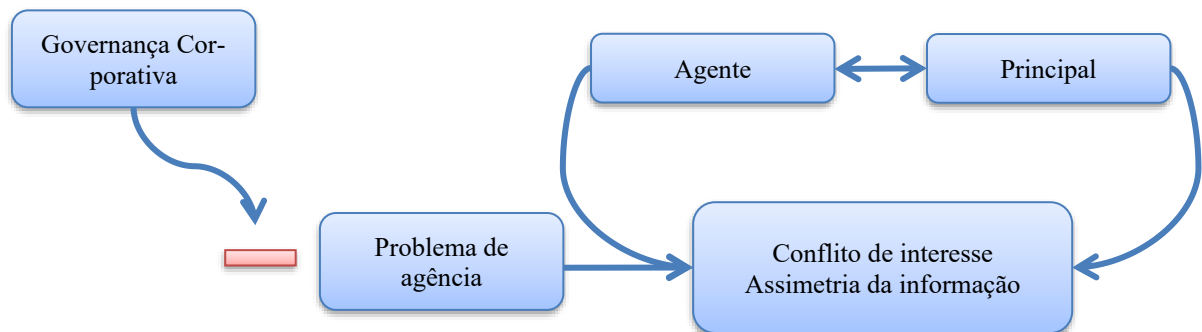 Governança Cor-
porativa
Agente
Principal
Problema de
agência
Conflito de interesse
Assimetria da informação